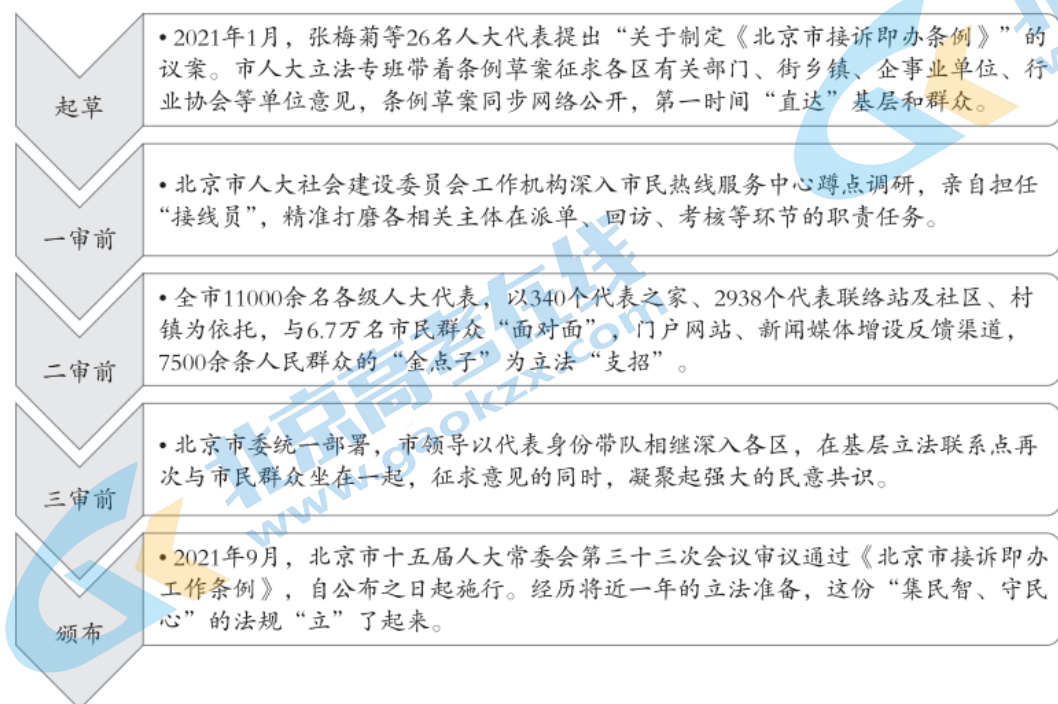 • 2021年1月，张梅菊等26名人大代表提出“关于制定《北京市接诉即办条例》”的
议案。市人大立法专班带着条例草案征求各区有关部门、街乡镇、企事业单位、行
业协会等单位意见，条例草案同步网络公开，第一时间“直达”基层和群众。
起草
• 北京市人大社会建设委员会工作机构深入市民热线服务中心蹲点调研，亲自担任
“接线员”，精准打磨各相关主体在派单、回访、考核等环节的职责任务。
一审前
• 全市11000余名各级人大代表，以340个代表之家、2938个代表联络站及社区、村
镇为依托，与6.7万名市民群众“面对面”，门户网站、新闻媒体增设反馈渠道，
7500余条人民群众的“金点子”为立法“支招”。
二审前
• 北京市委统一部署，市领导以代表身份带队相继深入各区，在基层立法联系点再
次与市民群众坐在一起，征求意见的同时，凝聚起强大的民意共识。
三审前
• 2021年9月，北京市十五届人大常委会第三十三次会议审议通过《北京市接诉即办
工作条例》，自公布之日起施行。经历将近一年的立法准备，这份“集民智、守民
心”的法规“立”了起来。
颁布
北京高考在线
www.gaokzx.com